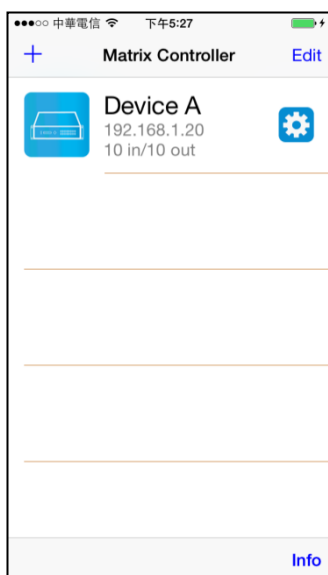 中華電信 下午5:27
+ Matrix Controller Edit
Device A
192.168.1.20
10 in/10 out
Info